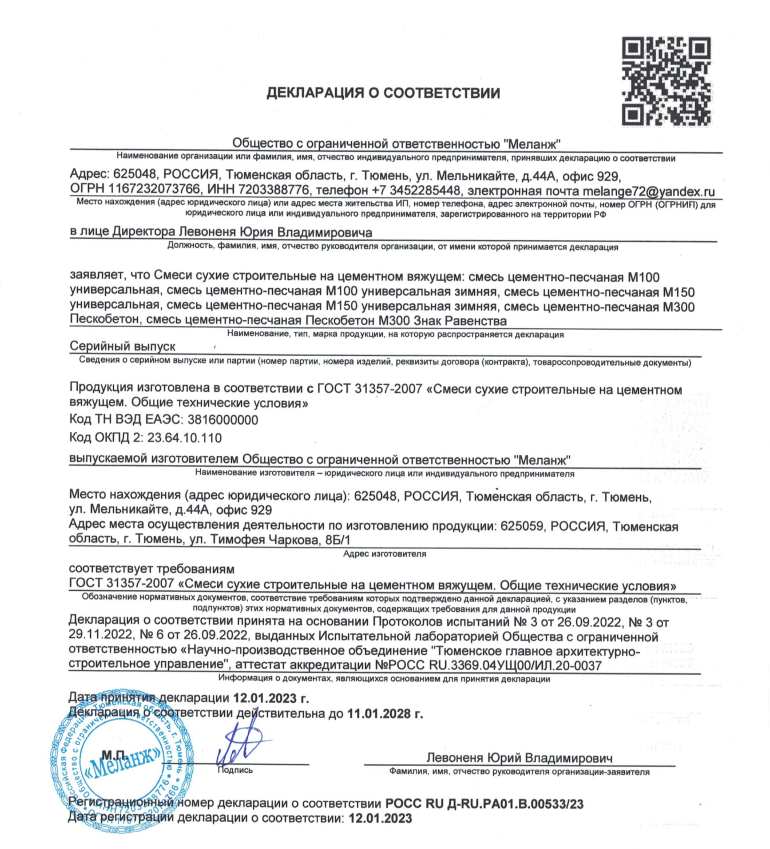 ДЕКЛАРАЦИЯ О СООТВЕТСТВИИ
Общество с ограниченной ответственностью "Меланж"
Наименование организации или фамилия, имя, отчество индивидуального предпринимателя, принявших декларацию о соответствии
Адрес: 625048, РОССИЯ, Тюменская область, г. Тюмень, ул. Мельникайте, д.44А, офис 929,
ОГРН 1167232073766, ИНН 7203388776, телефон +7 3452285448, электронная почта melange72@yandex.ru
Место нахождения (адрес юридического лица) или адрес места жительства ИП, номер телефона, адрес электронной почты, номер ОГРН (ОГРНИП) для
юридического лица или индивидуального предпринимателя, зарегистрированного на территории РФ
в лице Директора Левоненя Юрия Владимировича
Должность, фамилия, имя, отчество руководителя организации, от имени которой принимается декларация
заявляет, что Смеси сухие строительные на цементном вяжущем: смесь цементно-песчаная М100
универсальная, смесь цементно-песчаная М100 универсальная зимняя, смесь цементно-песчаная М150
универсальная, смесь цементно-песчаная М150 универсальная зимняя, смесь цементно-песчаная М300
Пескобетон, смесь цементно-песчаная Пескобетон М300 Знак Равенства
Наименование, тип, марка продукции, на которую распространяется декларация
Серийный выпуск
Сведения о серийном выпуске или партии (номер партии, номера изделий, реквизиты договора (контракта), товаросопроводительные документы)
Продукция изготовлена в соответствии с ГОСТ 31357-2007 «Смеси сухие строительные на цементном
вяжущем. Общие технические условия»
Код ТН ВЭД ЕАЭС: 3816000000
Код ОКПД 2: 23.64.10.110
выпускаемой изготовителем Общество с ограниченной ответственностью "Меланж"
Наименование изготовителя – юридического лица или индивидуального предпринимателя
Место нахождения (адрес юридического лица): 625048, РОССИЯ, Тюменская область, г. Тюмень,
ул. Мельникайте, д.44А, офис 929
Адрес места осуществления деятельности по изготовлению продукции: 625059, РОССИЯ, Тюменская
область, г. Тюмень, ул. Тимофея Чаркова, 8Б/1
Адрес изготовителя
соответствует требованиям
ГОСТ 31357-2007 «Смеси сухие строительные на цементном вяжущем. Общие технические условия»
Обозначение нормативных документов, соответствие требованиям которых подтверждено данной декларацией, с указанием разделов (пунктов,
подпунктов) этих нормативных документов, содержащих требования для данной продукции
Декларация о соответствии принята на основании Протоколов испытаний № 3 от 26.09.2022, № 3 от
29.11.2022, № 6 от 26.09.2022, выданных Испытательной лабораторией Общества с ограниченной
ответственностью «Научно-производственное объединение "Тюменское главное архитектурно-
строительное управление", аттестат аккредитации №РОСС RU.3369.04УЩ00/ИЛ.20-0037
Информация о документах, являющихся основанием для принятия декларации
Дата принятия декларации 12.01.2023 г.
Декларация о соответствии действительна до 11.01.2028 г.
М.П.
«Меланж»
Подпись
Левоненя Юрий Владимирович
Фамилия, имя, отчество руководителя организации-заявителя
Регистрационный номер декларации о соответствии РОСС RU Д-RU.РА01.В.00533/23
Дата регистрации декларации о соответствии: 12.01.2023